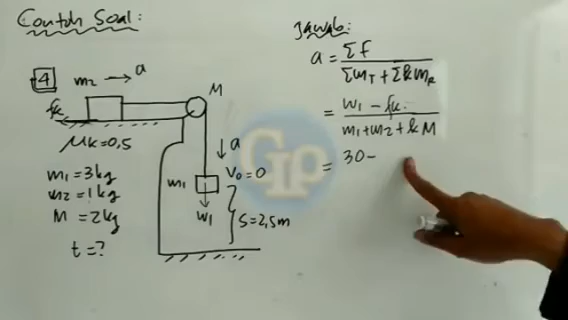 Contoh Soal:
4
m2 → a
M
fk
μk = 0,5
m1 = 3 kg
m2 = 1 kg
M = 2 kg
t = ?
↓ a
m1
V0 = 0
W1
S = 2,5 m
Jawab:
a = ΣF / ΣmT + ΣkmR
= W1 - fk / m1 + m2 + kM
= 30 -
GIP